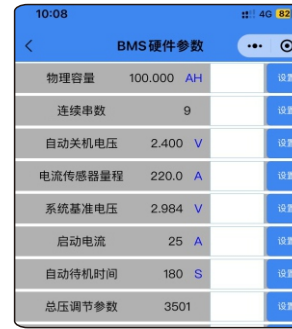 10:08 4G 82
BMS硬件参数
物理容量 100.000 AH 设置
连续串数 9 设置
自动关机电压 2.400 V 设置
电流传感器量程 220.0 A 设置
系统基准电压 2.984 V 设置
启动电流 25 A 设置
自动待机时间 180 S 设置
总压调节参数 3501 设置